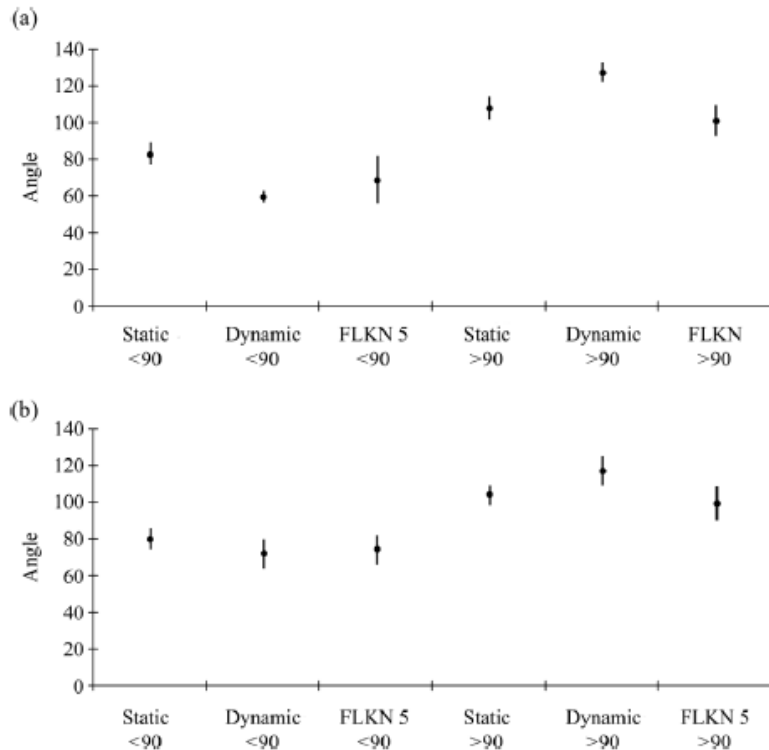 (a)
140
120
100
80
60
40
20
0
Angle
Static Dynamic FLKN 5 Static Dynamic FLKN
<90 <90 <90 >90 >90 >90
(b)
140
120
100
80
60
40
20
0
Angle
Static Dynamic FLKN 5 Static Dynamic FLKN 5
<90 <90 <90 >90 >90 >90